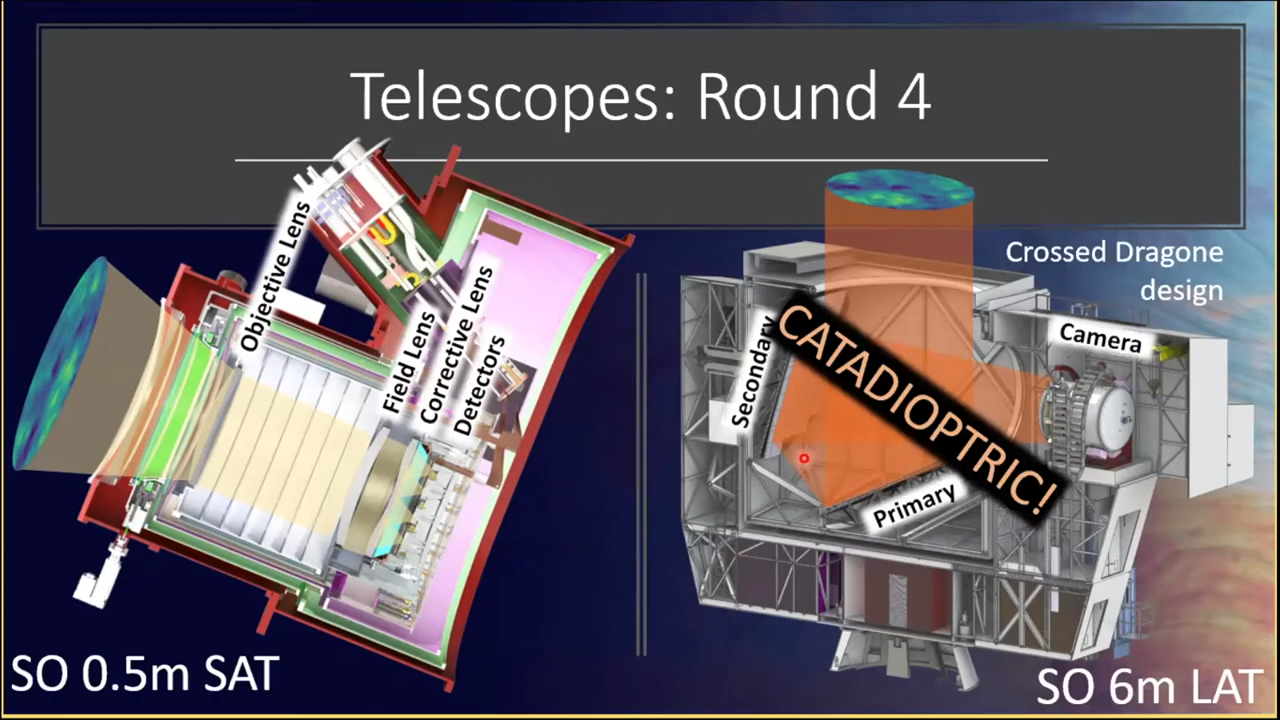 Telescopes: Round 4
Objective Lens
Field Lens
Corrective Lens
Detectors
SO 0.5m SAT
Crossed Dragone
design
Secondary
CATADIOPTRIC!
Camera
Primary
SO 6m LAT